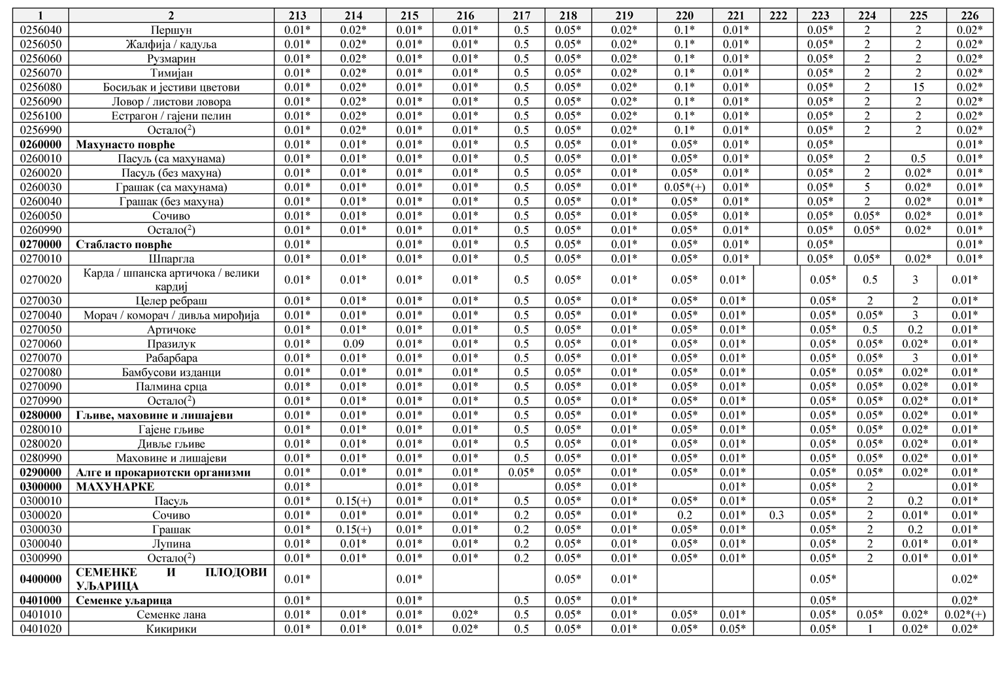 1 2 213 214 215 216 217 218 219 220 221 222 223 224 225 226
0256040 Першун 0.01* 0.02* 0.01* 0.01* 0.5 0.05* 0.02* 0.1* 0.01* 0.05* 2 2 0.02*
0256050 Жалфија / кадуља 0.01* 0.02* 0.01* 0.01* 0.5 0.05* 0.02* 0.1* 0.01* 0.05* 2 2 0.02*
0256060 Рузмарин 0.01* 0.02* 0.01* 0.01* 0.5 0.05* 0.02* 0.1* 0.01* 0.05* 2 2 0.02*
0256070 Тимијан 0.01* 0.02* 0.01* 0.01* 0.5 0.05* 0.02* 0.1* 0.01* 0.05* 2 2 0.02*
0256080 Босиљак и јестиви цветови 0.01* 0.02* 0.01* 0.01* 0.5 0.05* 0.02* 0.1* 0.01* 0.05* 2 15 0.02*
0256090 Ловор / листови ловора 0.01* 0.02* 0.01* 0.01* 0.5 0.05* 0.02* 0.1* 0.01* 0.05* 2 2 0.02*
0256100 Естрагон / гајени пелин 0.01* 0.02* 0.01* 0.01* 0.5 0.05* 0.02* 0.1* 0.01* 0.05* 2 2 0.02*
0256990 Остало(2) 0.01* 0.02* 0.01* 0.01* 0.5 0.05* 0.02* 0.1* 0.01* 0.05* 2 2 0.02*
0260000 Махунасто поврће 0.01* 0.01* 0.01* 0.01* 0.5 0.05* 0.01* 0.05* 0.01* 0.05* 0.01*
0260010 Пасуљ (са махунама) 0.01* 0.01* 0.01* 0.01* 0.5 0.05* 0.01* 0.05* 0.01* 0.05* 2 0.5 0.01*
0260020 Пасуљ (без махуна) 0.01* 0.01* 0.01* 0.01* 0.5 0.05* 0.01* 0.05* 0.01* 0.05* 2 0.02* 0.01*
0260030 Грашак (са махунама) 0.01* 0.01* 0.01* 0.01* 0.5 0.05* 0.01* 0.05*(+) 0.01* 0.05* 5 0.02* 0.01*
0260040 Грашак (без махуна) 0.01* 0.01* 0.01* 0.01* 0.5 0.05* 0.01* 0.05* 0.01* 0.05* 2 0.02* 0.01*
0260050 Сочиво 0.01* 0.01* 0.01* 0.01* 0.5 0.05* 0.01* 0.05* 0.01* 0.05* 0.05* 0.02* 0.01*
0260990 Остало(2) 0.01* 0.01* 0.01* 0.01* 0.5 0.05* 0.01* 0.05* 0.01* 0.05* 0.05* 0.02* 0.01*
0270000 Стабласто поврће 0.01* 0.01* 0.01* 0.5 0.05* 0.01* 0.05* 0.01* 0.05* 0.01*
0270010 Шпаргла 0.01* 0.01* 0.01* 0.01* 0.5 0.05* 0.01* 0.05* 0.01* 0.05* 0.05* 0.02* 0.01*
0270020 Карда / шпанска артичока / велики
кардиј 0.01* 0.01* 0.01* 0.01* 0.5 0.05* 0.01* 0.05* 0.01* 0.05* 0.5 3 0.01*
0270030 Целер ребраш 0.01* 0.01* 0.01* 0.01* 0.5 0.05* 0.01* 0.05* 0.01* 0.05* 2 2 0.01*
0270040 Морач / коморач / дивља мирођија 0.01* 0.01* 0.01* 0.01* 0.5 0.05* 0.01* 0.05* 0.01* 0.05* 0.05* 3 0.01*
0270050 Артичоке 0.01* 0.01* 0.01* 0.01* 0.5 0.05* 0.01* 0.05* 0.01* 0.05* 0.5 0.2 0.01*
0270060 Празилук 0.01* 0.09 0.01* 0.01* 0.5 0.05* 0.01* 0.05* 0.01* 0.05* 0.05* 0.02* 0.01*
0270070 Рабарбара 0.01* 0.01* 0.01* 0.01* 0.5 0.05* 0.01* 0.05* 0.01* 0.05* 0.05* 3 0.01*
0270080 Бамбусови изданци 0.01* 0.01* 0.01* 0.01* 0.5 0.05* 0.01* 0.05* 0.01* 0.05* 0.05* 0.02* 0.01*
0270090 Палмина срца 0.01* 0.01* 0.01* 0.01* 0.5 0.05* 0.01* 0.05* 0.01* 0.05* 0.05* 0.02* 0.01*
0270990 Остало(2) 0.01* 0.01* 0.01* 0.01* 0.5 0.05* 0.01* 0.05* 0.01* 0.05* 0.05* 0.02* 0.01*
0280000 Гљиве, маховине и лишајеви 0.01* 0.01* 0.01* 0.01* 0.5 0.05* 0.01* 0.05* 0.01* 0.05* 0.05* 0.02* 0.01*
0280010 Гајене гљиве 0.01* 0.01* 0.01* 0.01* 0.5 0.05* 0.01* 0.05* 0.01* 0.05* 0.05* 0.02* 0.01*
0280020 Дивље гљиве 0.01* 0.01* 0.01* 0.01* 0.5 0.05* 0.01* 0.05* 0.01* 0.05* 0.05* 0.02* 0.01*
0280990 Маховине и лишајеви 0.01* 0.01* 0.01* 0.01* 0.5 0.05* 0.01* 0.05* 0.01* 0.05* 0.05* 0.02* 0.01*
0290000 Алге и прокариотски организми 0.01* 0.01* 0.01* 0.01* 0.05* 0.05* 0.01* 0.05* 0.01* 0.05* 0.05* 0.02* 0.01*
0300000 МАХУНАРКЕ 0.01* 0.01* 0.01* 0.05* 0.01* 0.01* 0.05* 2 0.01*
0300010 Пасуљ 0.01* 0.15(+) 0.01* 0.01* 0.5 0.05* 0.01* 0.05* 0.01* 0.05* 2 0.2 0.01*
0300020 Сочиво 0.01* 0.01* 0.01* 0.01* 0.2 0.05* 0.01* 0.2 0.01* 0.3 0.05* 2 0.01* 0.01*
0300030 Грашак 0.01* 0.15(+) 0.01* 0.01* 0.2 0.05* 0.01* 0.05* 0.01* 0.05* 2 0.2 0.01*
0300040 Лупина 0.01* 0.01* 0.01* 0.01* 0.2 0.05* 0.01* 0.05* 0.01* 0.05* 2 0.01* 0.01*
0300990 Остало(2) 0.01* 0.01* 0.01* 0.01* 0.2 0.05* 0.01* 0.05* 0.01* 0.05* 2 0.01* 0.01*
0400000 СЕМЕНКЕ И ПЛОДОВИ
УЉАРИЦА 0.01* 0.01* 0.05* 0.01* 0.05* 0.02*
0401000 Семенке уљарица 0.01* 0.01* 0.5 0.05* 0.01* 0.05* 0.02*
0401010 Семенке лана 0.01* 0.01* 0.01* 0.02* 0.5 0.05* 0.01* 0.05* 0.01* 0.05* 0.05* 0.02* 0.02*(+)
0401020 Кикирики 0.01* 0.01* 0.01* 0.02* 0.5 0.05* 0.01* 0.05* 0.05* 0.05* 1 0.02* 0.02*